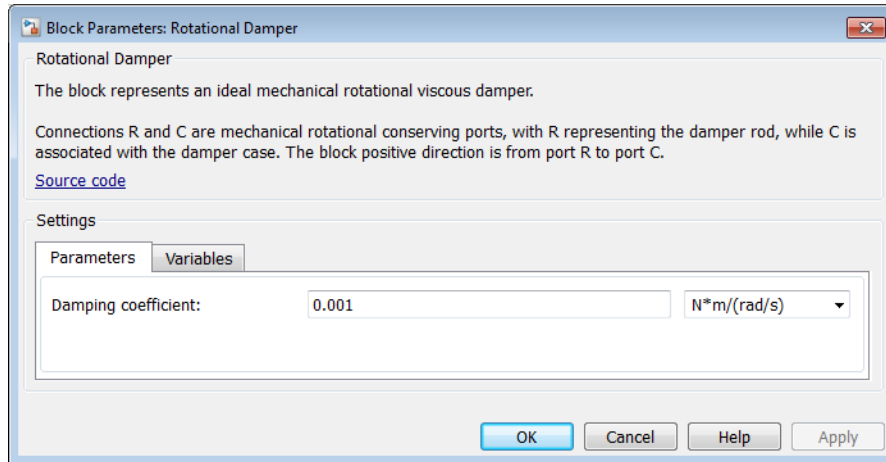 Block Parameters: Rotational Damper
Rotational Damper
The block represents an ideal mechanical rotational viscous damper.
Connections R and C are mechanical rotational conserving ports, with R representing the damper rod, while C is
associated with the damper case. The block positive direction is from port R to port C.
Source code
Settings
Parameters Variables
Damping coefficient: 0.001 N*m/(rad/s)
OK Cancel Help Apply